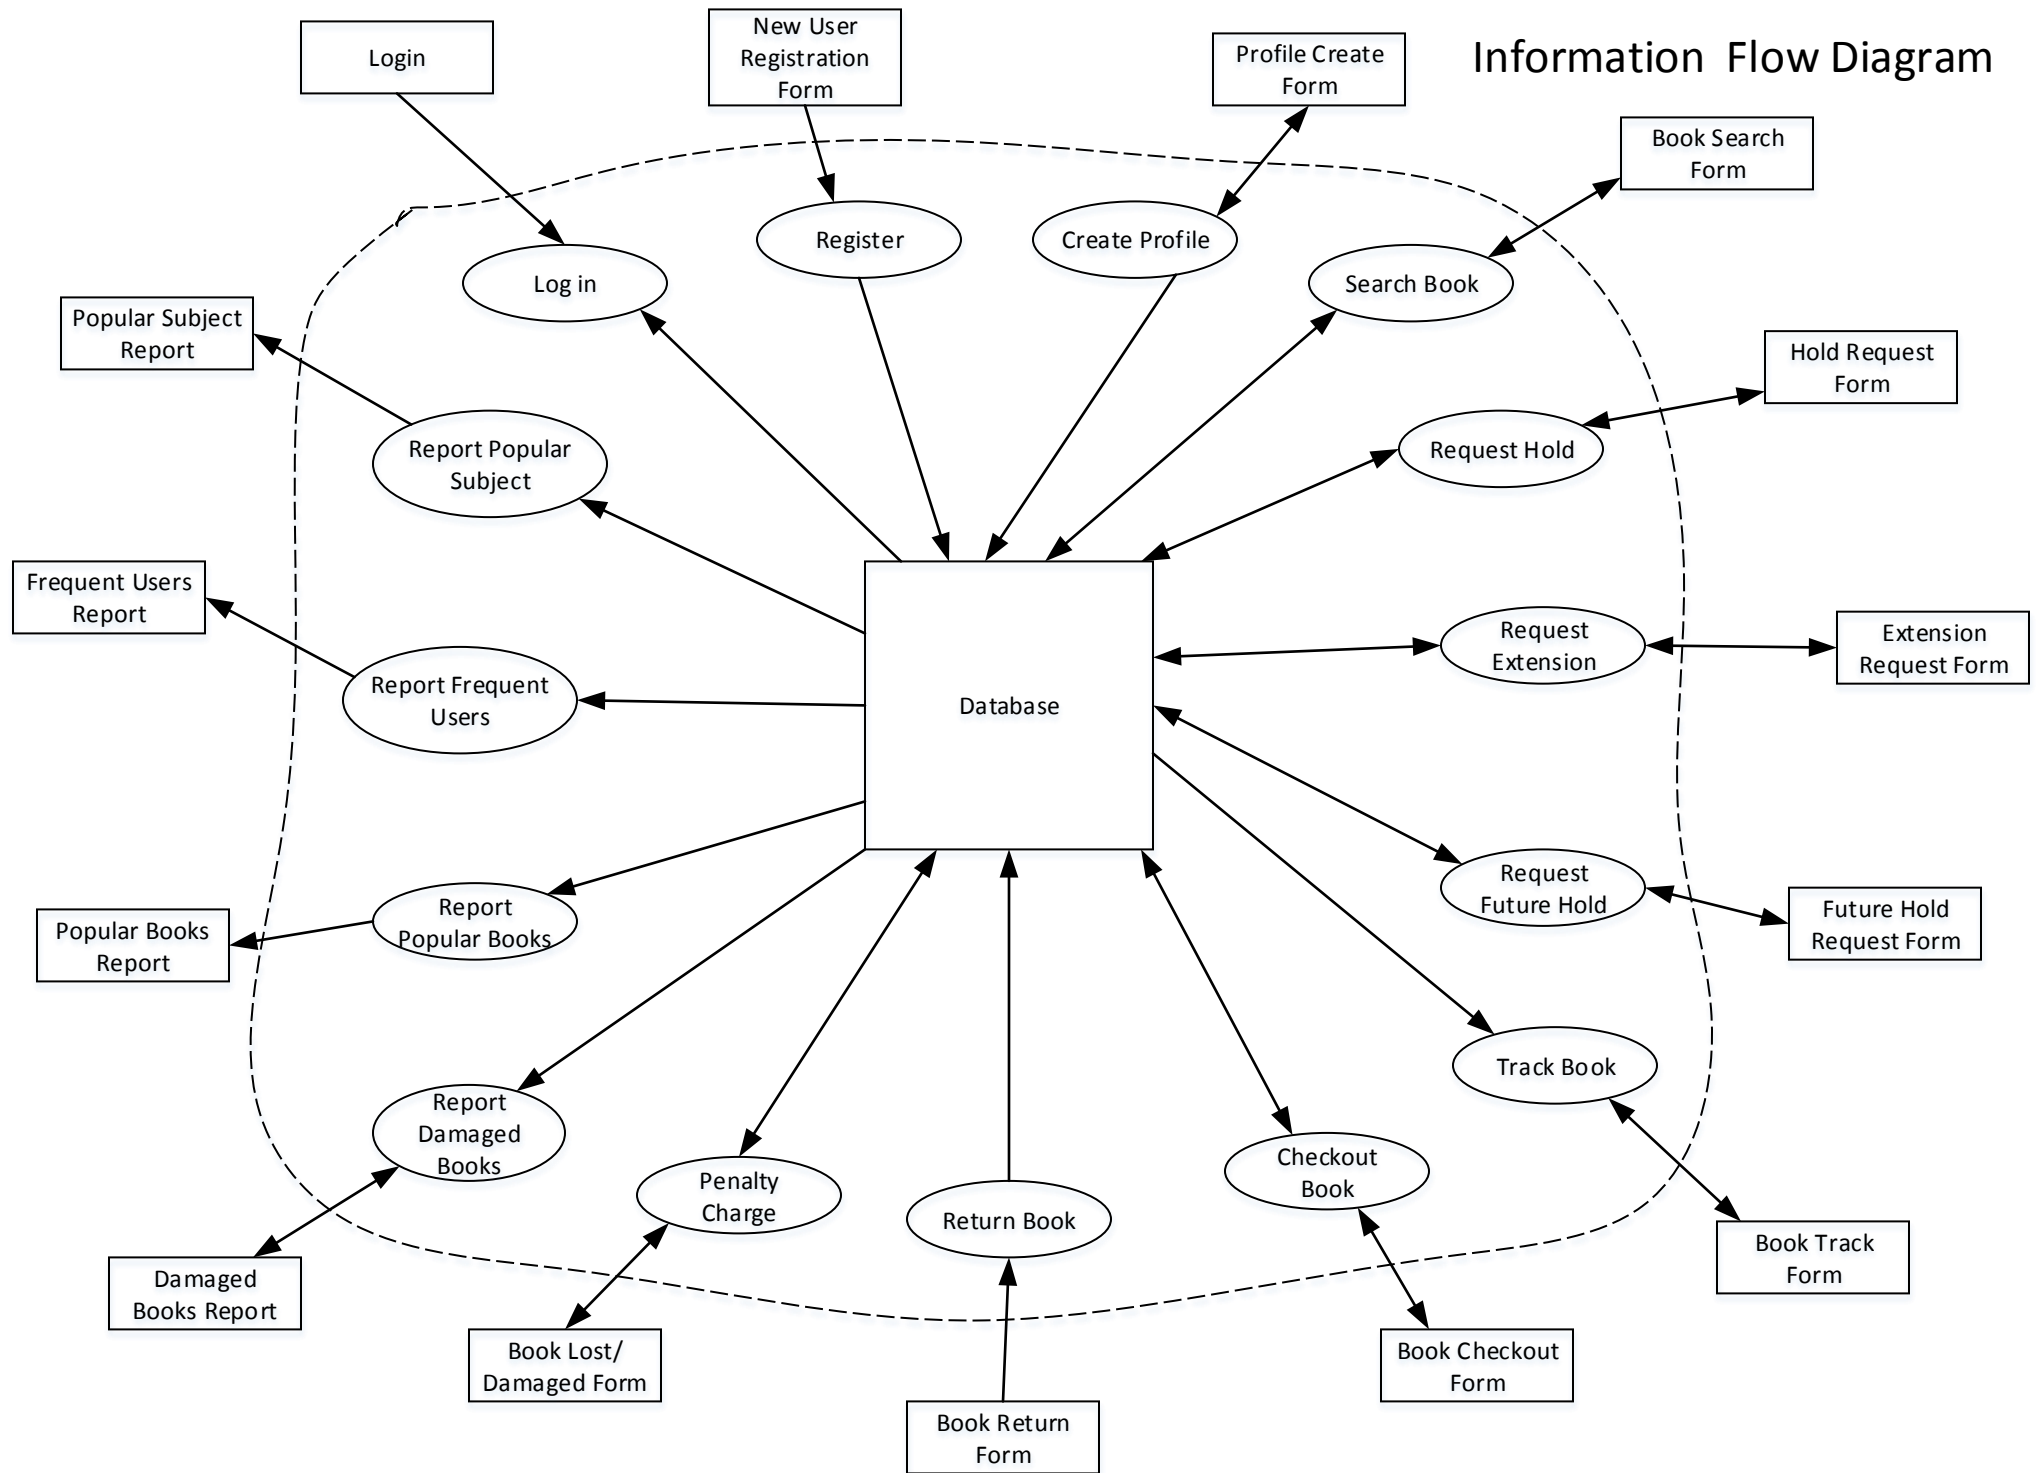 Information  Flow Diagram
Login
New User
Registration
Form
Profile Create
Form
Book Search
Form
Log in
Register
Create Profile
Search Book
Popular Subject
Report
Hold Request
Form
Report Popular
Subject
Request Hold
Frequent Users
Report
Report Frequent
Users
Database
Request
Extension
Extension
Request Form
Popular Books
Report
Report
Popular Books
Request
Future Hold
Future Hold
Request Form
Report
Damaged
Books
Track Book
Penalty
Charge
Return Book
Checkout
Book
Damaged
Books Report
Book Track
Form
Book Lost/
Damaged Form
Book Checkout
Form
Book Return
Form